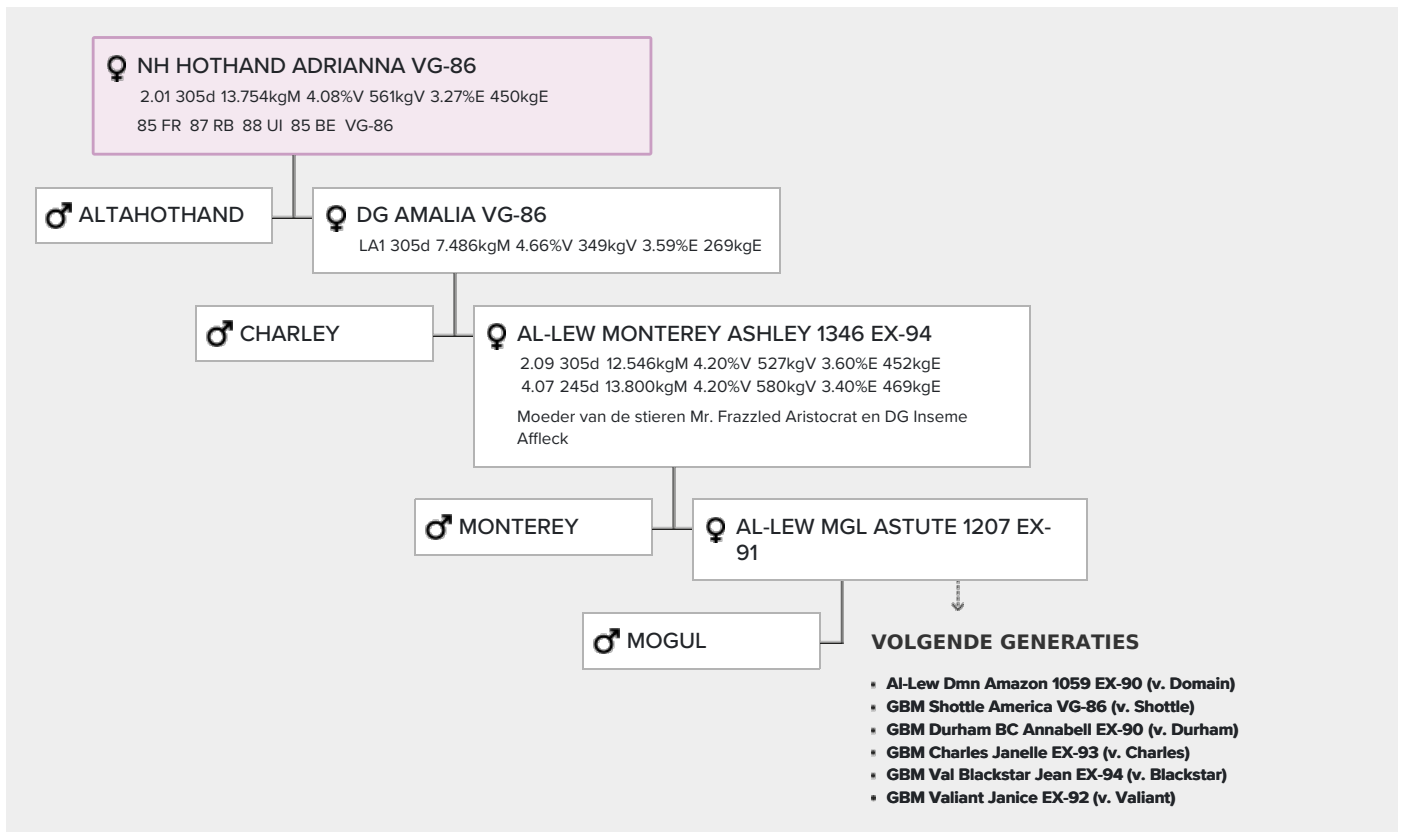 NH HOTHAND ADRIANNA VG-86
2.01 305d 13.754kgM 4.08%V 561kgV 3.27%E 450kgE
85 FR 87 RB 88 UI 85 BE VG-86
ALTAHOTHAND
DG AMALIA VG-86
LA1 305d 7.486kgM 4.66%V 349kgV 3.59%E 269kgE
CHARLEY
AL-LEW MONTEREY ASHLEY 1346 EX-94
2.09 305d 12.546kgM 4.20%V 527kgV 3.60%E 452kgE
4.07 245d 13.800kgM 4.20%V 580kgV 3.40%E 469kgE
Moeder van de stieren Mr. Frazzled Aristocrat en DG Inseme
Affleck
MONTEREY
AL-LEW MGL ASTUTE 1207 EX-
91
MOGUL
VOLGENDE GENERATIES
Al-Lew Dmn Amazon 1059 EX-90 (v. Domain)
GBM Shottle America VG-86 (v. Shottle)
GBM Durham BC Annabell EX-90 (v. Durham)
GBM Charles Janelle EX-93 (v. Charles)
GBM Val Blackstar Jean EX-94 (v. Blackstar)
GBM Valiant Janice EX-92 (v. Valiant)